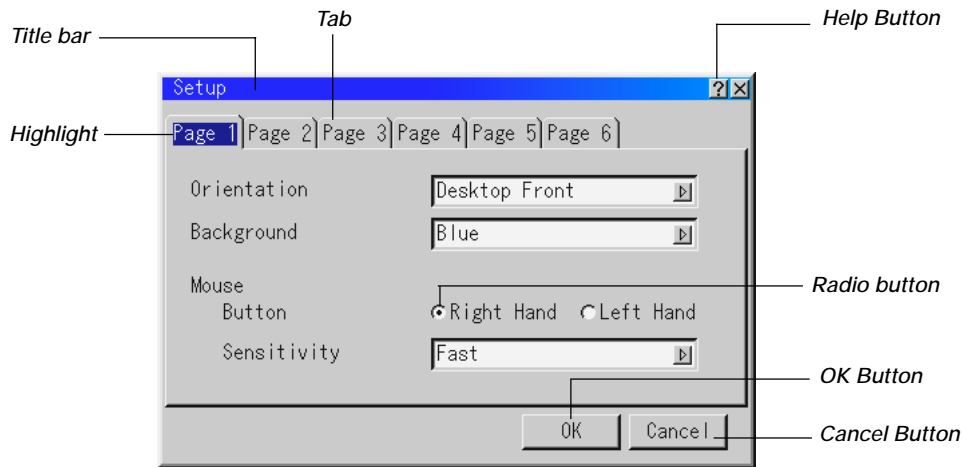 Tab
Help Button
Title bar
Setup
?
Highlight
Page 1 Page 2 Page 3 Page 4 Page 5 Page 6
Orientation Desktop Front
Background Blue
Mouse
Radio button
Button Right Hand Left Hand
Sensitivity Fast
OK Button
OK Cancel
Cancel Button